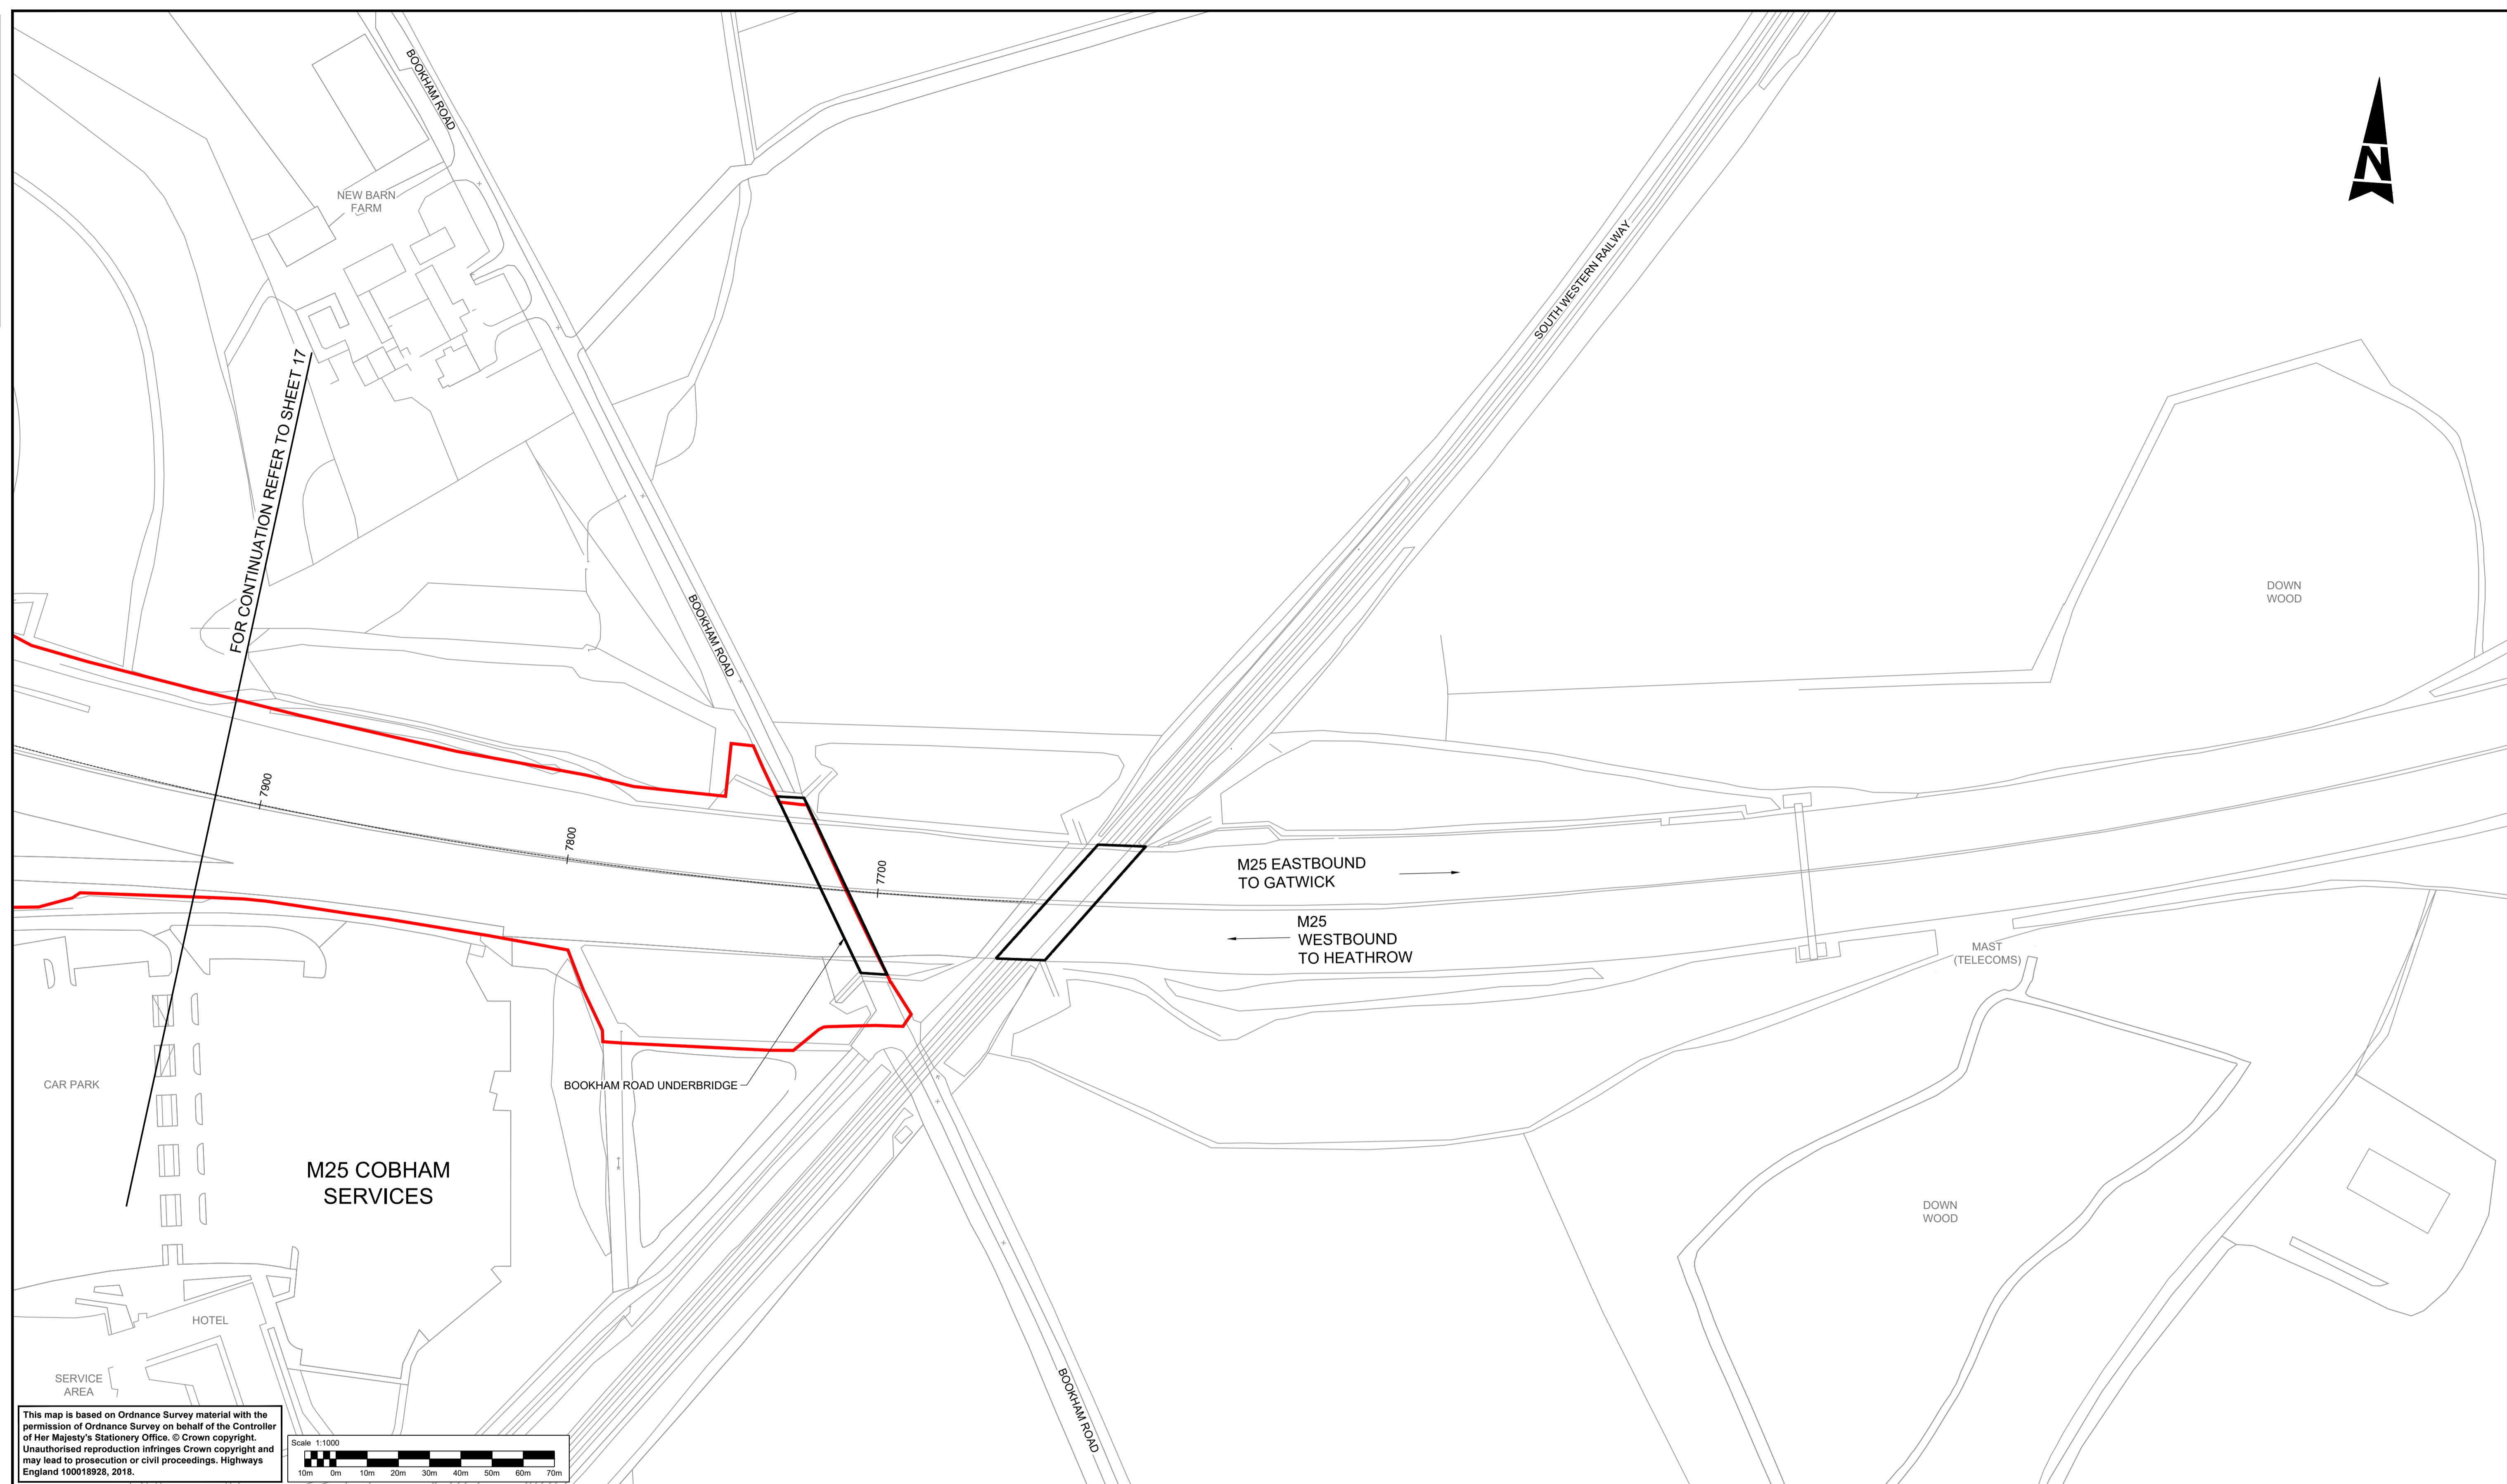 BOOKHAM ROAD
N
NEW BARN
FARM
SOUTH WESTERN RAILWAY
FOR CONTINUATION REFER TO SHEET 17
DOWN
WOOD
BOOKHAM ROAD
7900
7800
7700
M25 EASTBOUND
TO GATWICK
M25
WESTBOUND
TO HEATHROW
MAST
(TELECOMS)
CAR PARK
BOOKHAM ROAD UNDERBRIDGE
M25 COBHAM
SERVICES
DOWN
WOOD
HOTEL
SERVICE
AREA
BOOKHAM ROAD
This map is based on Ordnance Survey material with the
permission of Ordnance Survey on behalf of the Controller
of Her Majesty's Stationery Office. © Crown copyright.
Unauthorised reproduction infringes Crown copyright and
may lead to prosecution or civil proceedings. Highways
England 100018928, 2018.
Scale 1:1000
10m 0m 10m 20m 30m 40m 50m 60m 70m